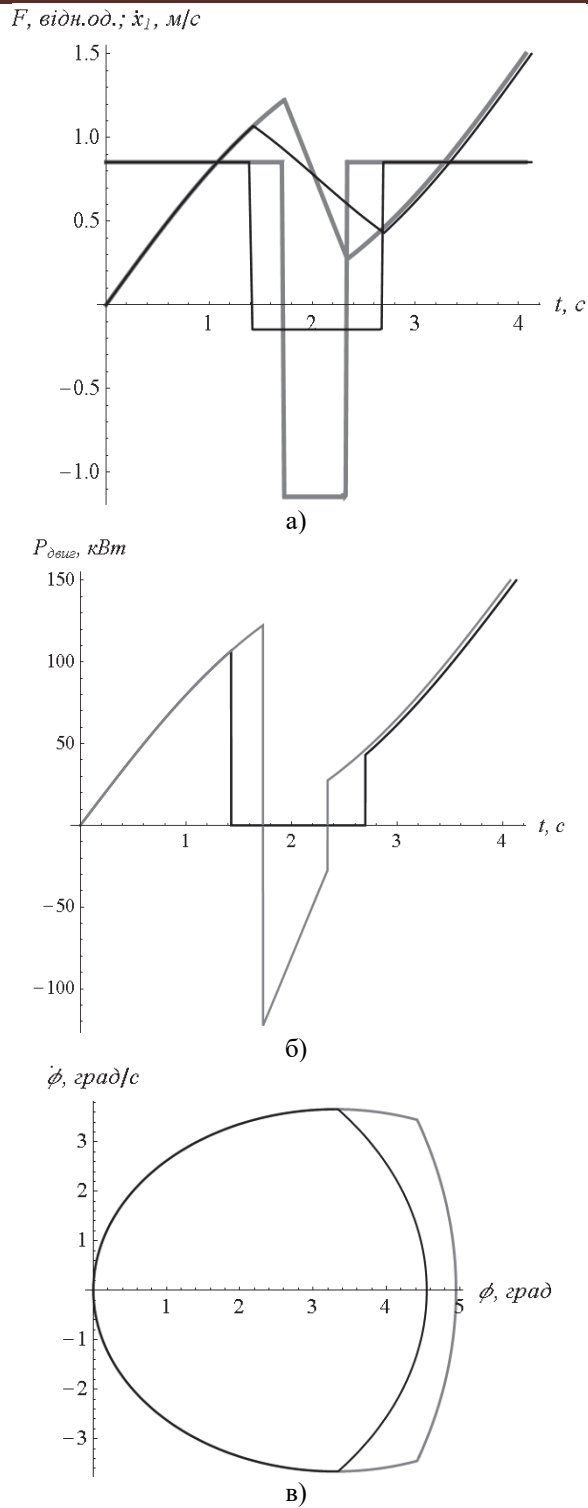 F, відн.од.; ẋ₁, м/с
1.5
1.0
0.5
1 2 3 4
t, с
−0.5
−1.0
а)
Pдвиг, кВт
150
100
50
1 2 3 4
t, с
−50
−100
б)
ϕ̇, град/с
3
2
1
1 2 3 4 5
ϕ, град
−1
−2
−3
в)